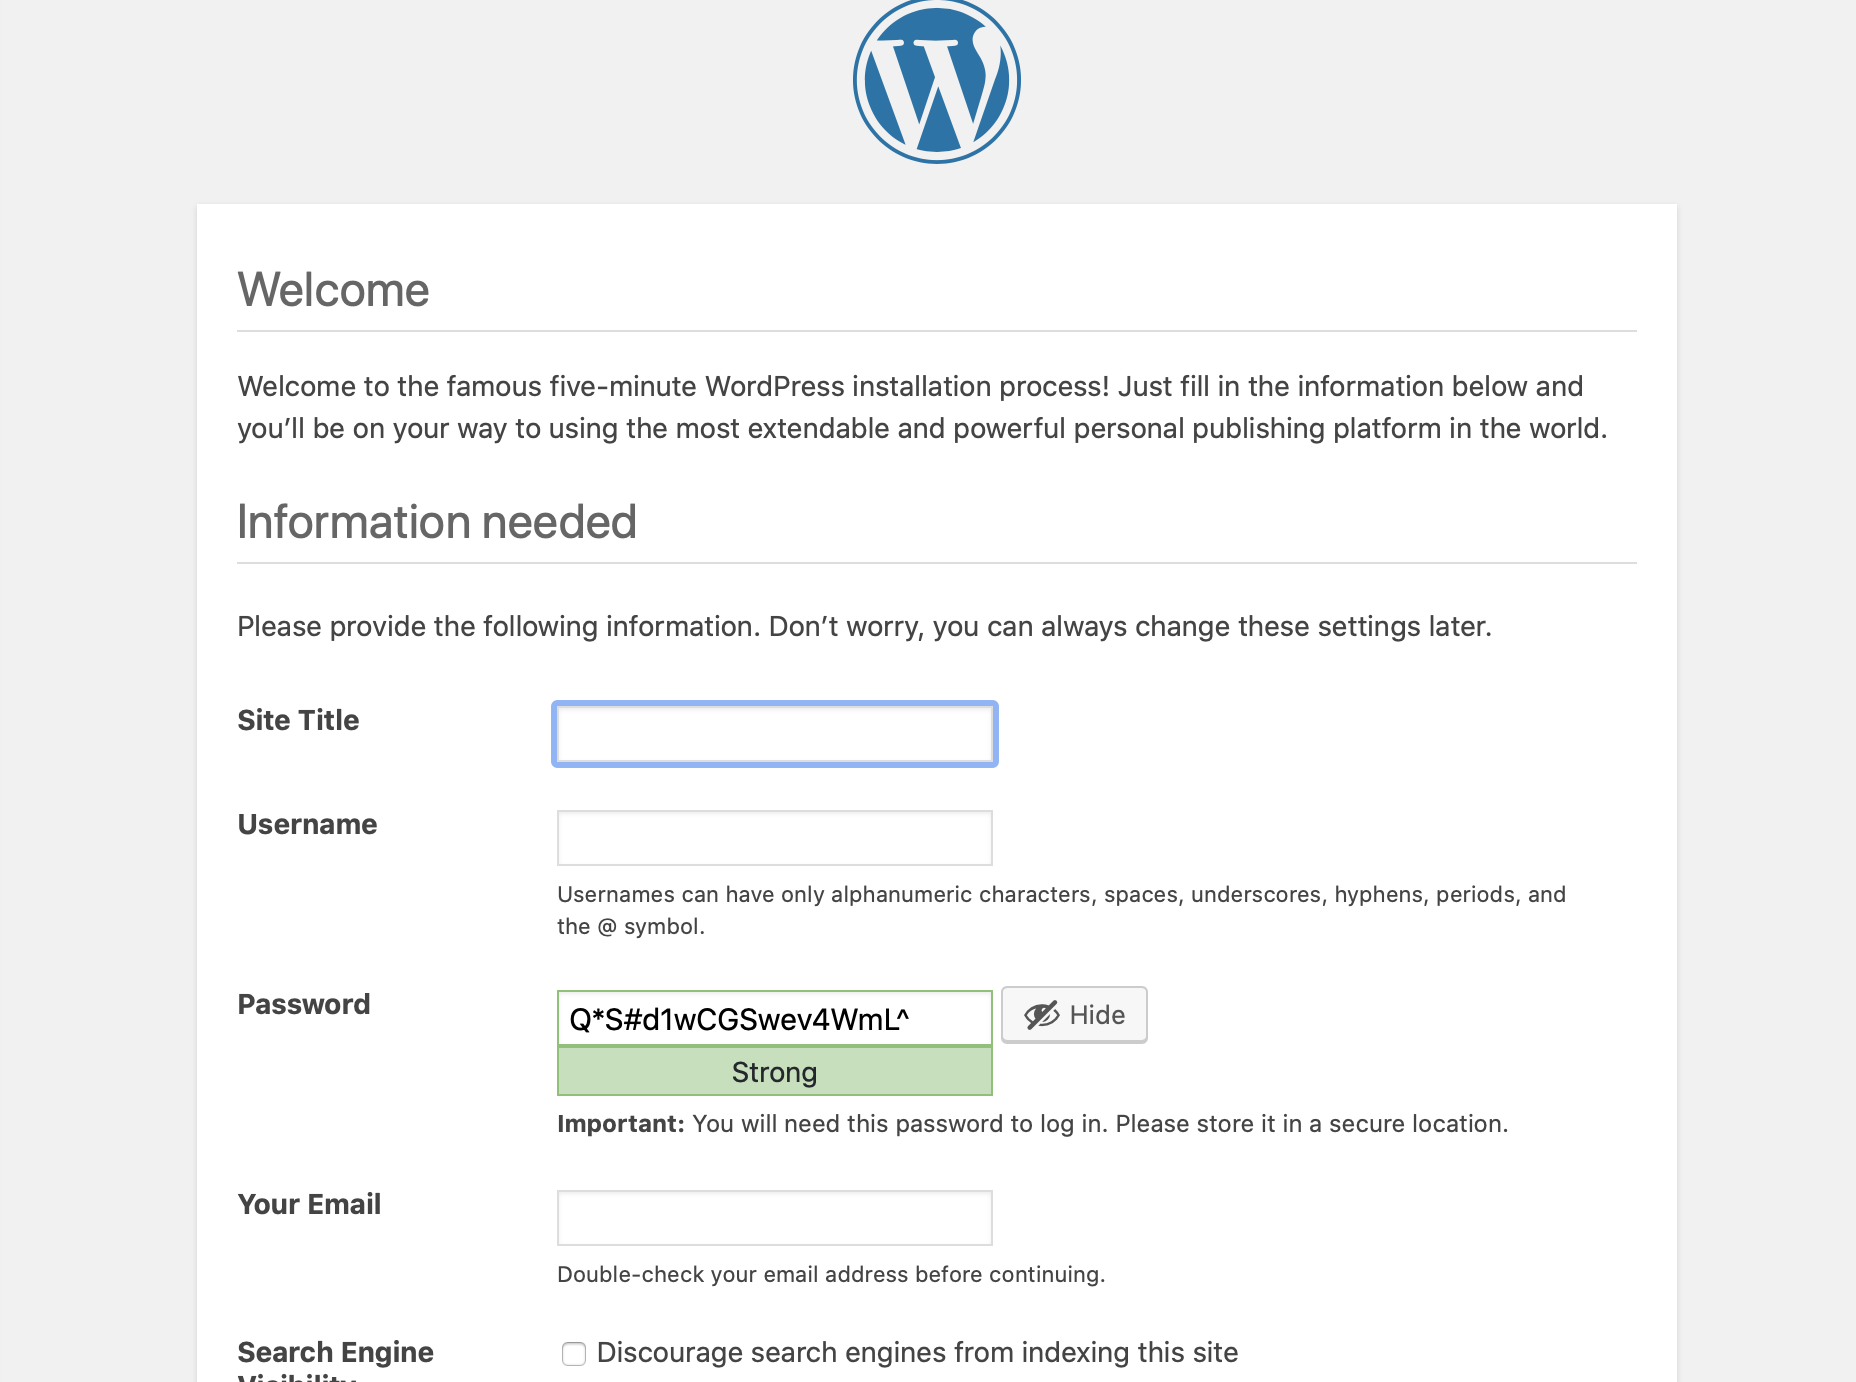 Welcome
Welcome to the famous five-minute WordPress installation process! Just fill in the information below and
you’ll be on your way to using the most extendable and powerful personal publishing platform in the world.
Information needed
Please provide the following information. Don’t worry, you can always change these settings later.
Site Title
Username
Usernames can have only alphanumeric characters, spaces, underscores, hyphens, periods, and
the @ symbol.
Password
Q*S#d1wCGSwev4WmL^
Hide
Strong
Important: You will need this password to log in. Please store it in a secure location.
Your Email
Double-check your email address before continuing.
Search Engine
Visibility
Discourage search engines from indexing this site